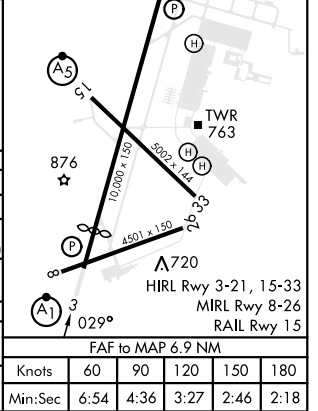 P
H
A5
15
TWR
763
H
H
5002 x 144
876
10,000 x 150
33
4501 x 150
26
P
8
720
HIRL Rwy 3-21, 15-33
MIRL Rwy 8-26
RAIL Rwy 15
A1
3
029°
FAF to MAP 6.9 NM
Knots 60 90 120 150 180
Min:Sec 6:54 4:36 3:27 2:46 2:18